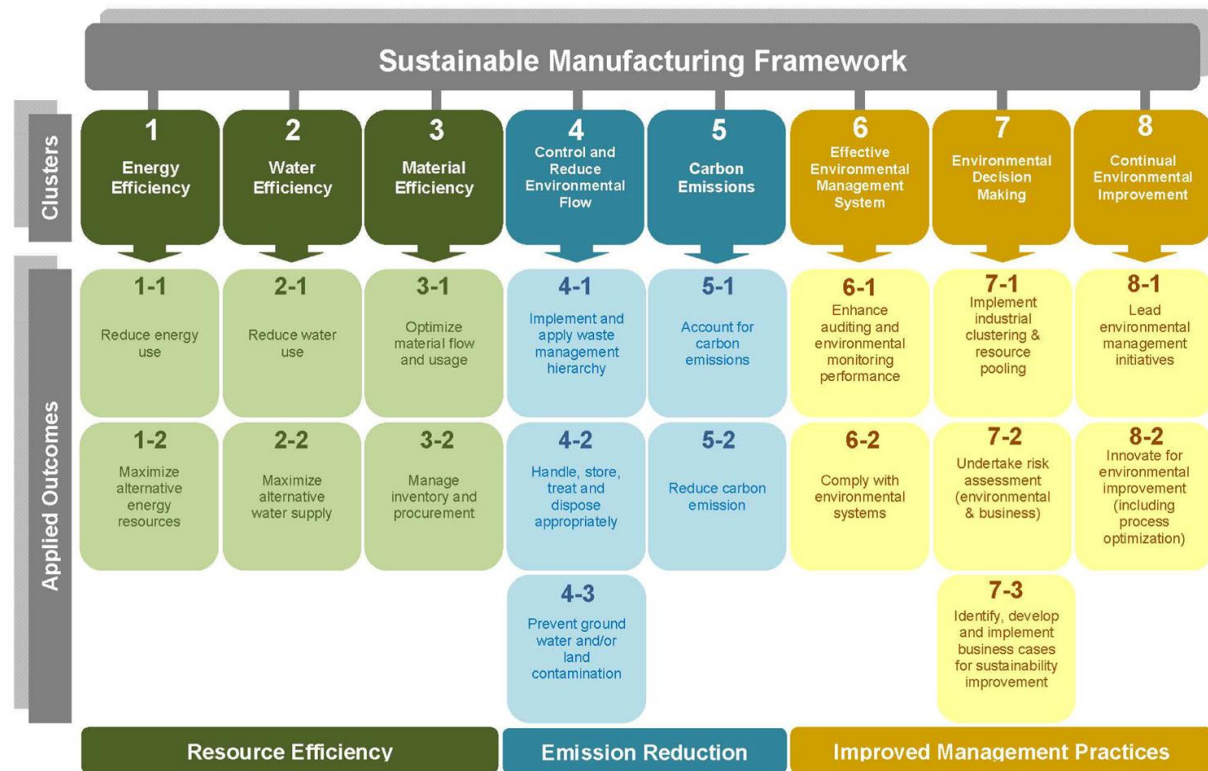 Sustainable Manufacturing Framework
Clusters
1
Energy
Efficiency
2
Water
Efficiency
3
Material
Efficiency
4
Control and
Reduce
Environmental
Flow
5
Carbon
Emissions
6
Effective
Environmental
Management
System
7
Environmental
Decision
Making
8
Continual
Environmental
Improvement
Applied Outcomes
1-1
Reduce energy
use
2-1
Reduce water
use
3-1
Optimize
material flow
and usage
4-1
Implement and
apply waste
management
hierarchy
5-1
Account for
carbon
emissions
6-1
Enhance
auditing and
environmental
monitoring
performance
7-1
Implement
industrial
clustering &
resource
pooling
8-1
Lead
environmental
management
initiatives
1-2
Maximize
alternative
energy
resources
2-2
Maximize
alternative
water supply
3-2
Manage
inventory and
procurement
4-2
Handle, store,
treat and
dispose
appropriately
5-2
Reduce carbon
emission
6-2
Comply with
environmental
systems
7-2
Undertake risk
assessment
(environmental
& business)
8-2
Innovate for
environmental
improvement
(including
process
optimization)
4-3
Prevent ground
water and/or
land
contamination
7-3
Identify, develop
and implement
business cases
for sustainability
improvement
Resource Efficiency
Emission Reduction
Improved Management Practices